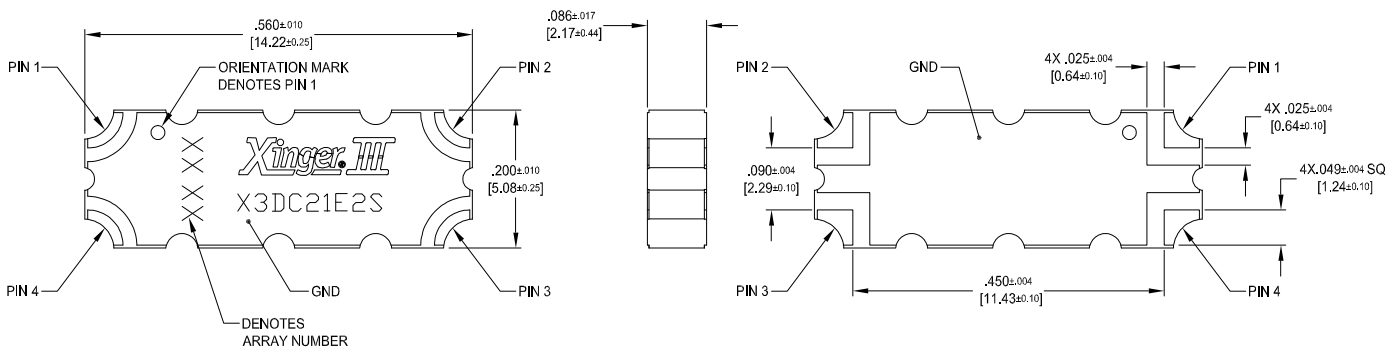 .560±.010
[14.22±0.25]
PIN 1
ORIENTATION MARK
DENOTES PIN 1
PIN 2
Xinger III
X3DC21E2S
.200±.010
[5.08±0.25]
PIN 4
GND
PIN 3
DENOTES
ARRAY NUMBER
XXXX
.086±.017
[2.17±0.44]
PIN 2
GND
4X .025±.004
[0.64±0.10]
PIN 1
4X .025±.004
[0.64±0.10]
.090±.004
[2.29±0.10]
4X.049±.004 SQ
[1.24±0.10]
PIN 3
.450±.004
[11.43±0.10]
PIN 4